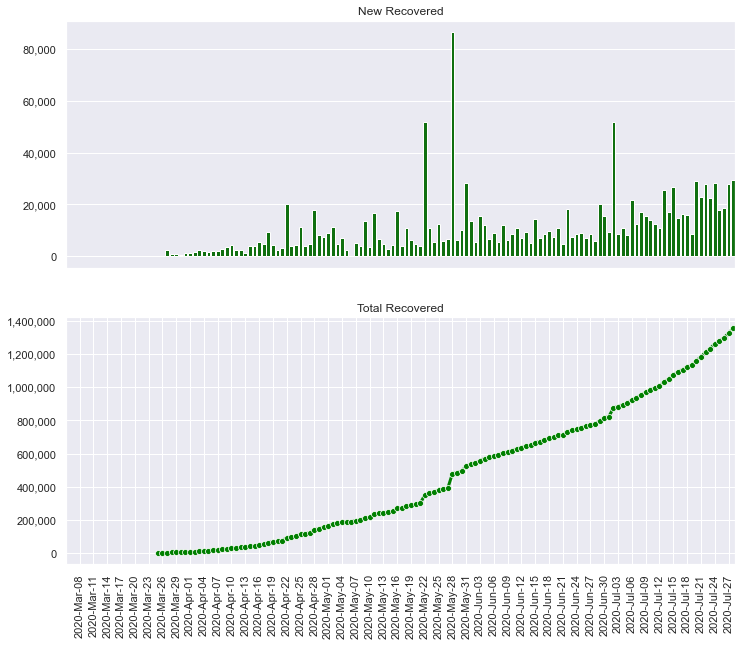 New Recovered
80,000
60,000
40,000
20,000
0
Total Recovered
1,400,000
1,200,000
1,000,000
800,000
600,000
400,000
200,000
0
2020-Mar-08
2020-Mar-11
2020-Mar-14
2020-Mar-17
2020-Mar-20
2020-Mar-23
2020-Mar-26
2020-Mar-29
2020-Apr-01
2020-Apr-04
2020-Apr-07
2020-Apr-10
2020-Apr-13
2020-Apr-16
2020-Apr-19
2020-Apr-22
2020-Apr-25
2020-Apr-28
2020-May-01
2020-May-04
2020-May-07
2020-May-10
2020-May-13
2020-May-16
2020-May-19
2020-May-22
2020-May-25
2020-May-28
2020-May-31
2020-Jun-03
2020-Jun-06
2020-Jun-09
2020-Jun-12
2020-Jun-15
2020-Jun-18
2020-Jun-21
2020-Jun-24
2020-Jun-27
2020-Jun-30
2020-Jul-03
2020-Jul-06
2020-Jul-09
2020-Jul-12
2020-Jul-15
2020-Jul-18
2020-Jul-21
2020-Jul-24
2020-Jul-27